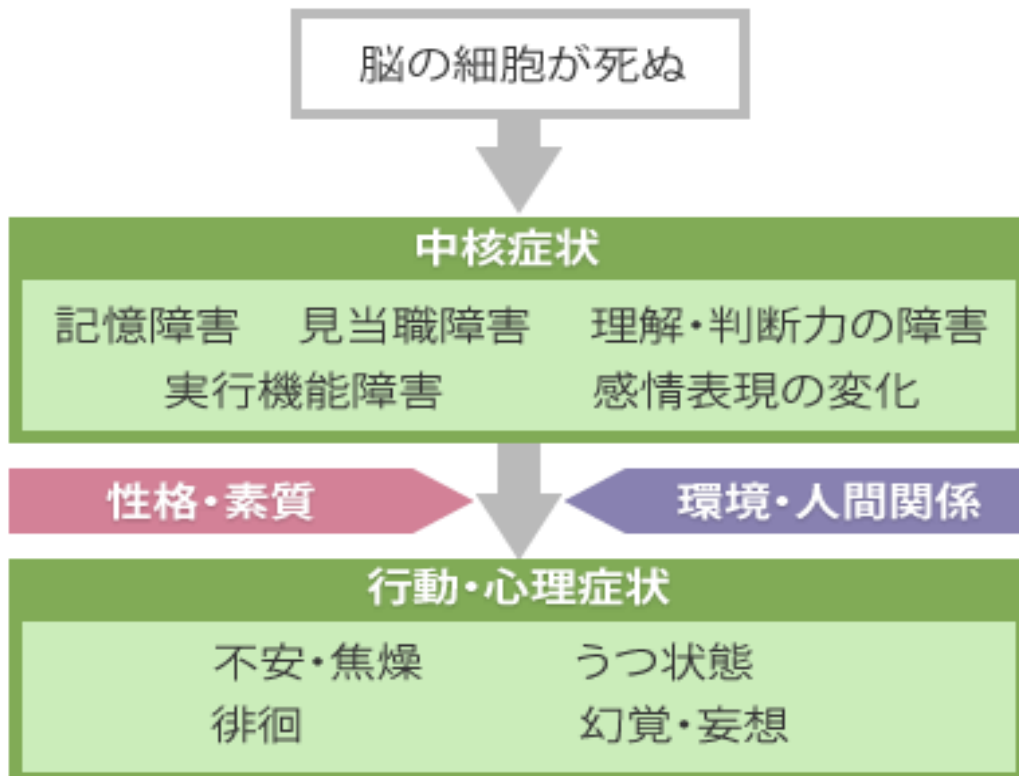 脳の細胞が死ぬ
中核症状
記憶障害 見当職障害 理解・判断力の障害
実行機能障害 感情表現の変化
性格・素質 環境・人間関係
行動・心理症状
不安・焦燥 うつ状態
徘徊 幻覚・妄想